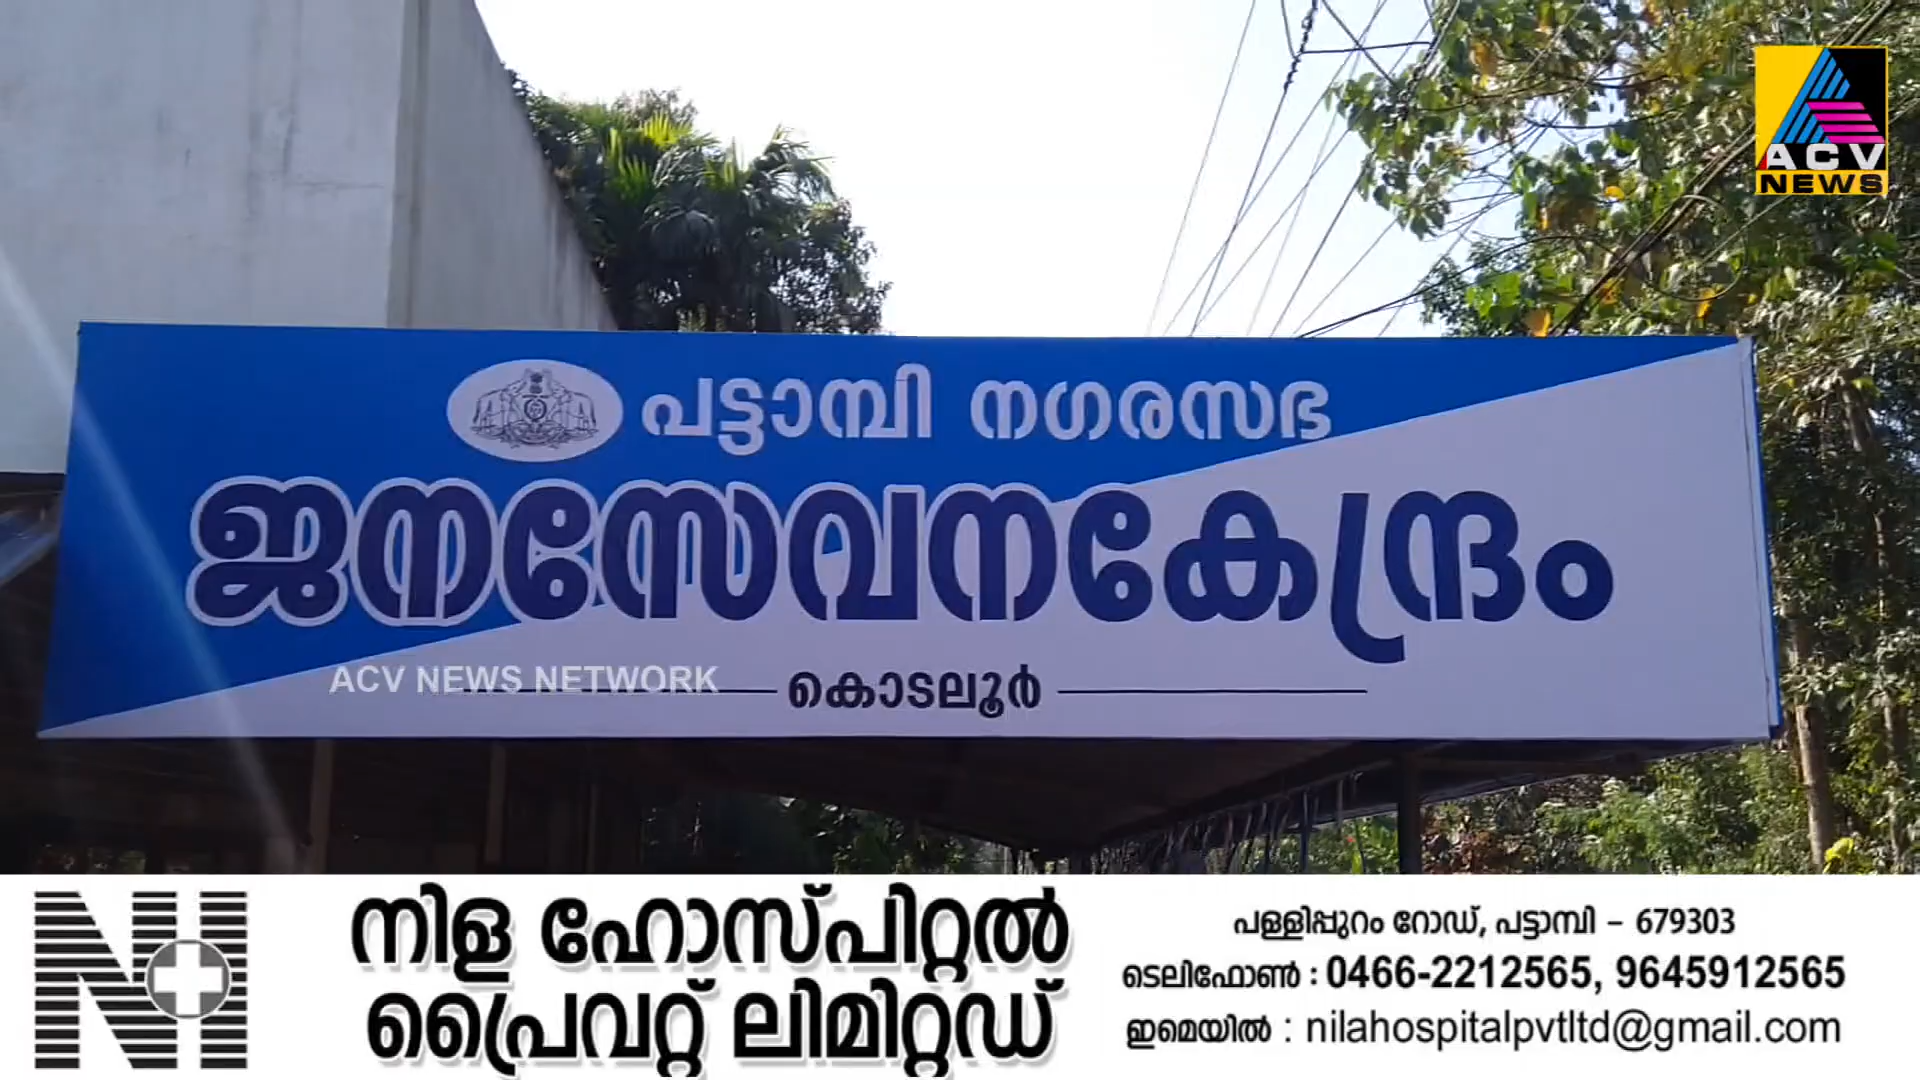 ACV
NEWS
പട്ടാമ്പി നഗരസഭ
ജനസേവനകേന്ദ്രം
ACV NEWS NETWORK
കൊടലൂർ
NH
നിള ഹോസ്പിറ്റൽ
പ്രൈവറ്റ് ലിമിറ്റഡ്
പള്ളിപ്പുറം റോഡ്, പട്ടാമ്പി – 679303
ടെലിഫോൺ : 0466-2212565, 9645912565
ഇമെയിൽ : nilahospitalpvtltd@gmail.com